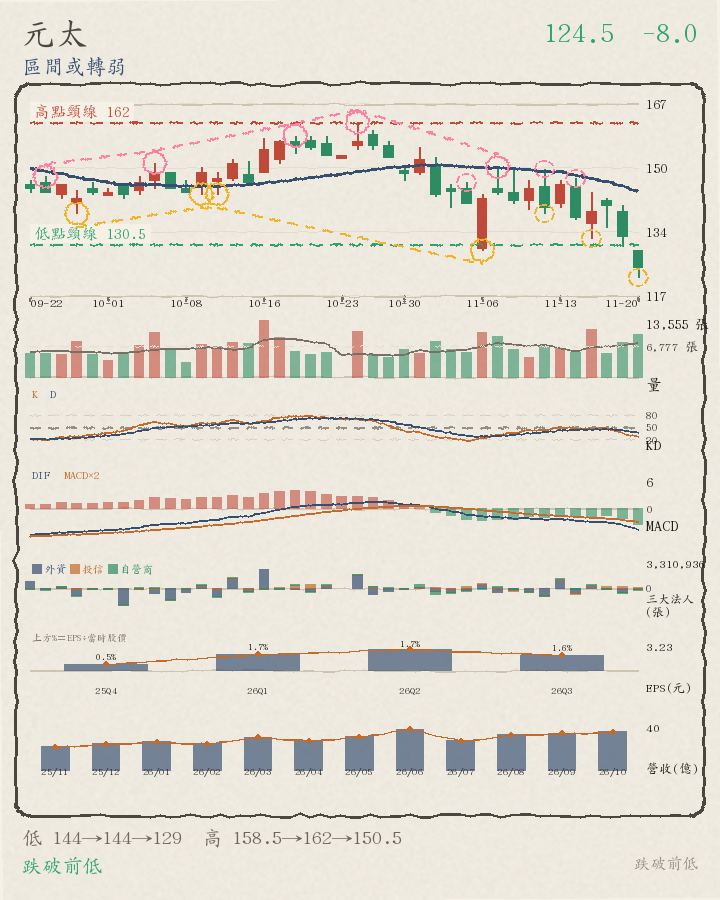 元太
124.5 -8.0
區間或轉弱
高點頸線 162
167
150
134
低點頸線 130.5
117
09-22 10-01 10-08 10-16 10-23 10-30 11-06 11-13 11-20
13,555 張
6,777 張
量
K D
80
50
20
KD
DIF MACD×2
6
0
MACD
外資 投信 自營商
3,310,936
0
三大法人
(張)
上方%=EPS÷當時股價
0.5% 1.7% 1.7% 1.6%
3.23
25Q4 26Q1 26Q2 26Q3
EPS(元)
40
25/11 25/12 26/01 26/02 26/03 26/04 26/05 26/06 26/07 26/08 26/09 26/10
營收(億)
低 144→144→129 高 158.5→162→150.5
跌破前低
跌破前低